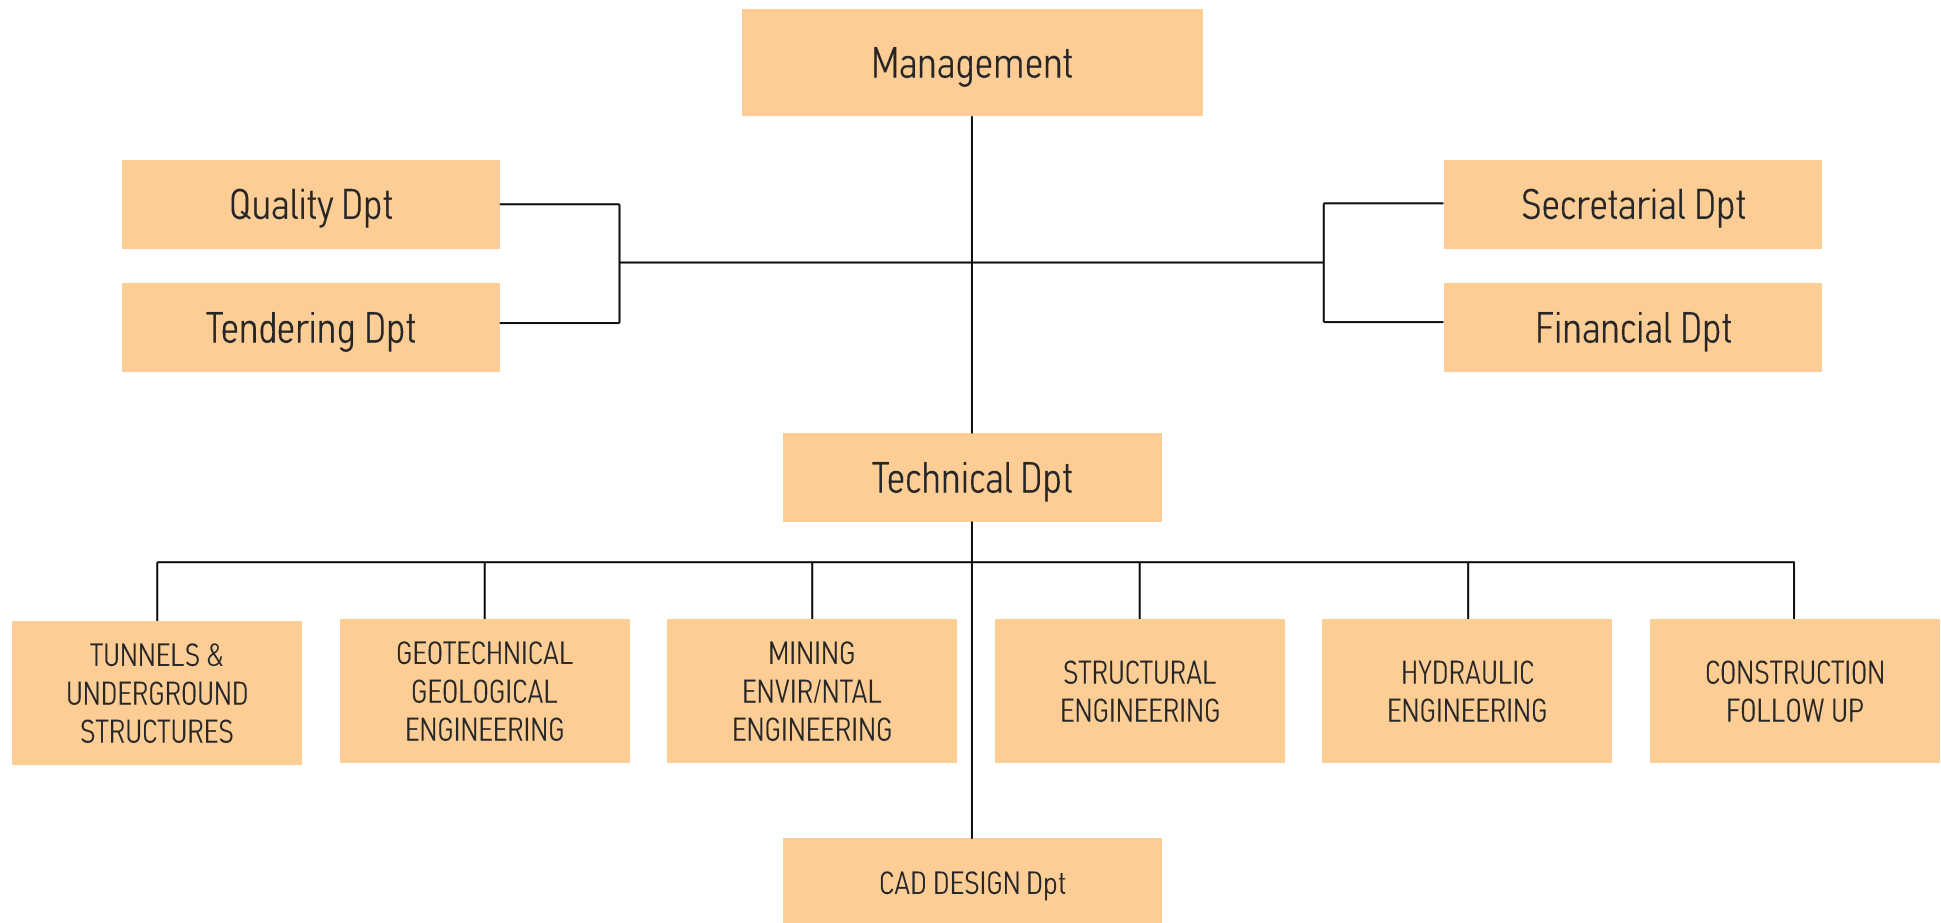 Management
Quality Dpt
Secretarial Dpt
Tendering Dpt
Financial Dpt
Technical Dpt
TUNNELS &
UNDERGROUND
STRUCTURES
GEOTECHNICAL
GEOLOGICAL
ENGINEERING
MINING
ENVIR/NTAL
ENGINEERING
STRUCTURAL
ENGINEERING
HYDRAULIC
ENGINEERING
CONSTRUCTION
FOLLOW UP
CAD DESIGN Dpt